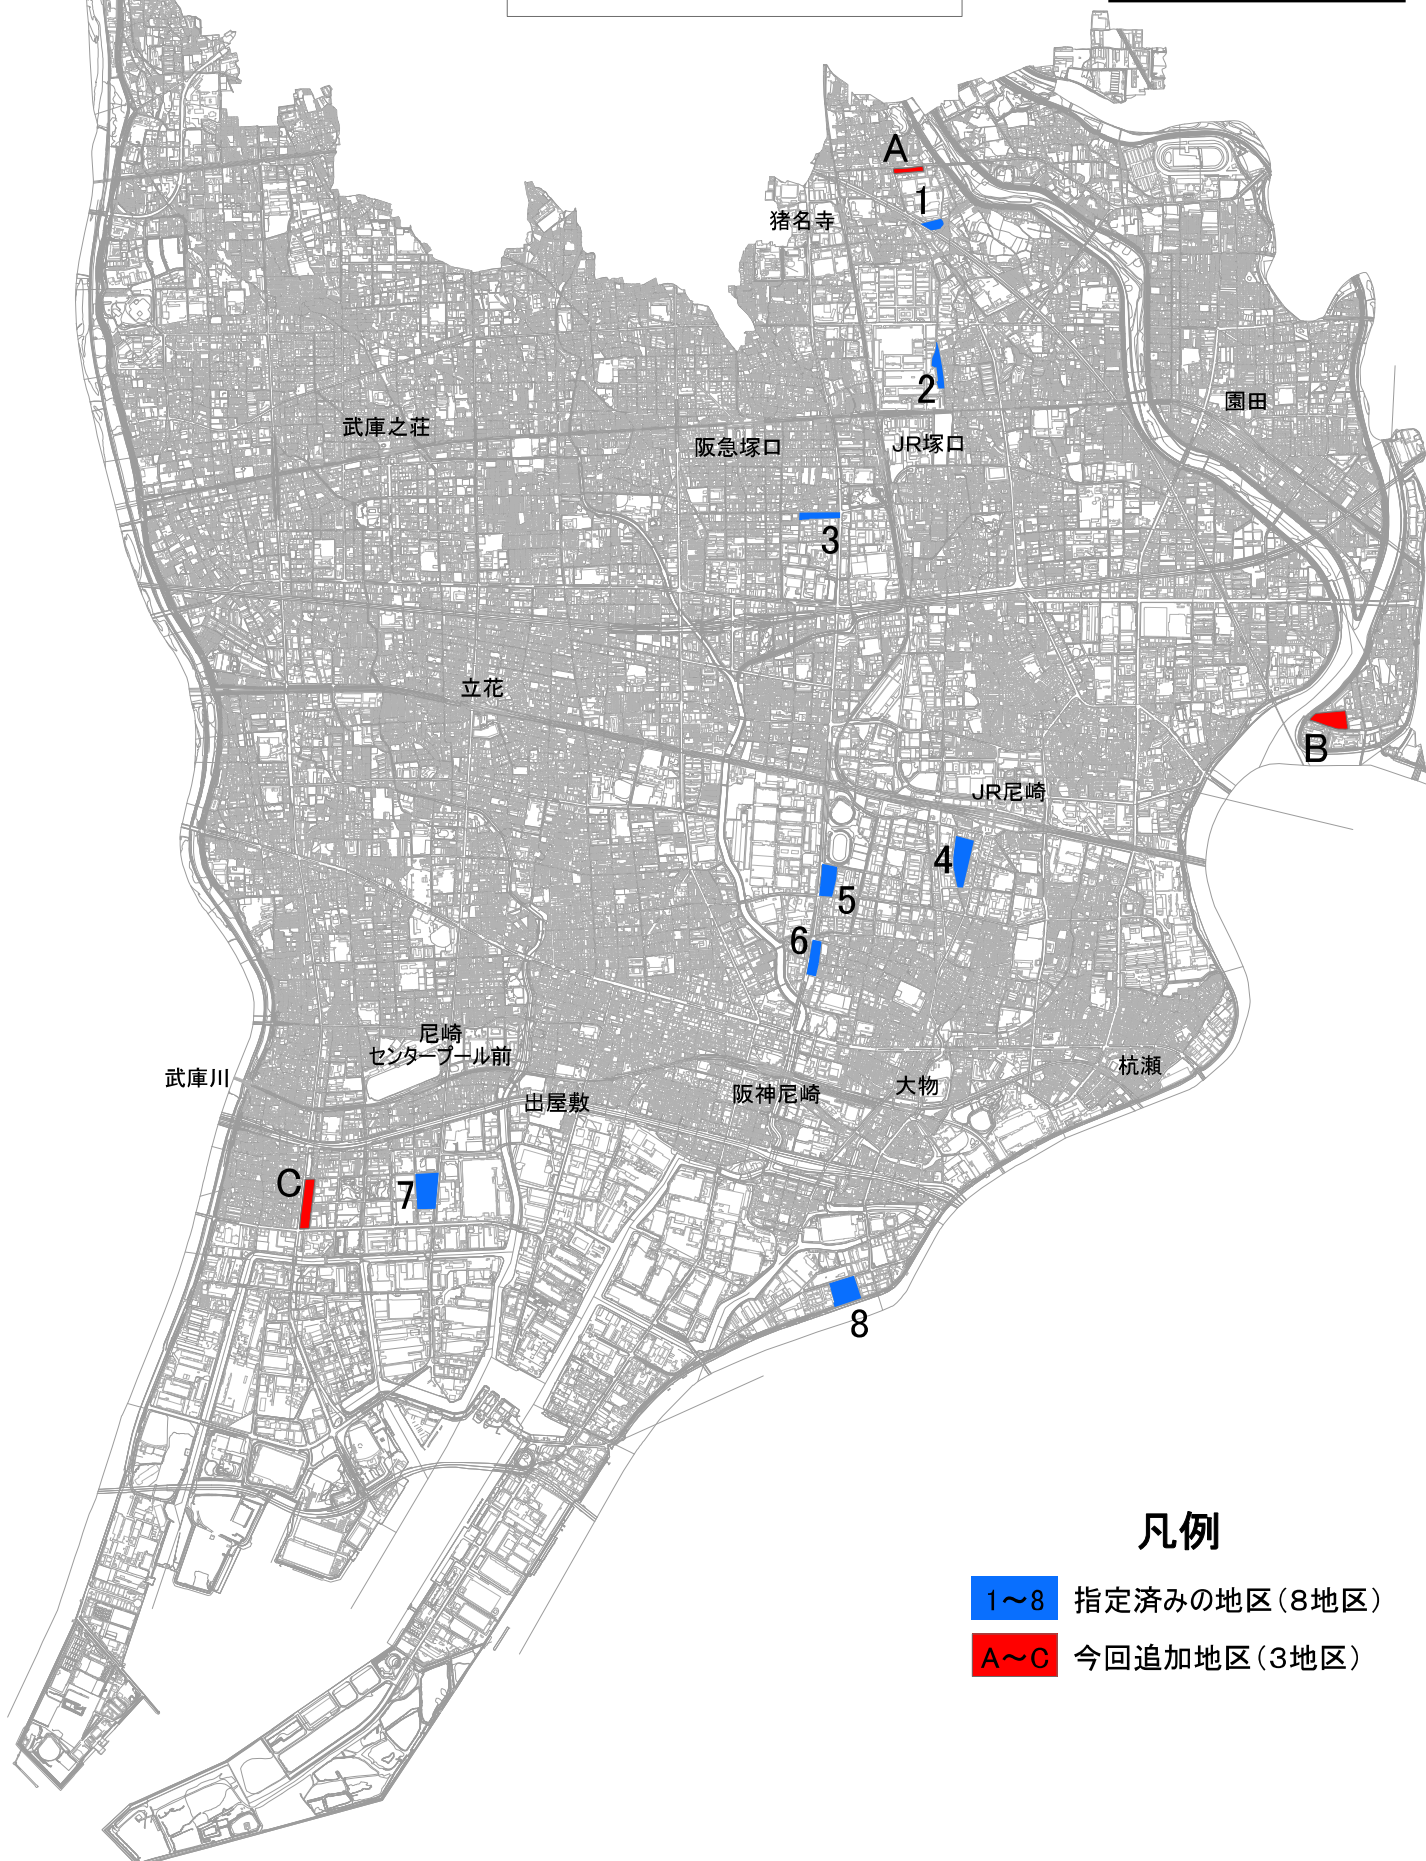 A
1
猪名寺
2
園田
武庫之荘
阪急塚口
JR塚口
3
立花
B
JR尼崎
4
5
6
尼崎
センタープール前
武庫川
杭瀬
大物
阪神尼崎
出屋敷
C
7
8
凡例
1～8 指定済みの地区（8地区）
A～C 今回追加地区（3地区）